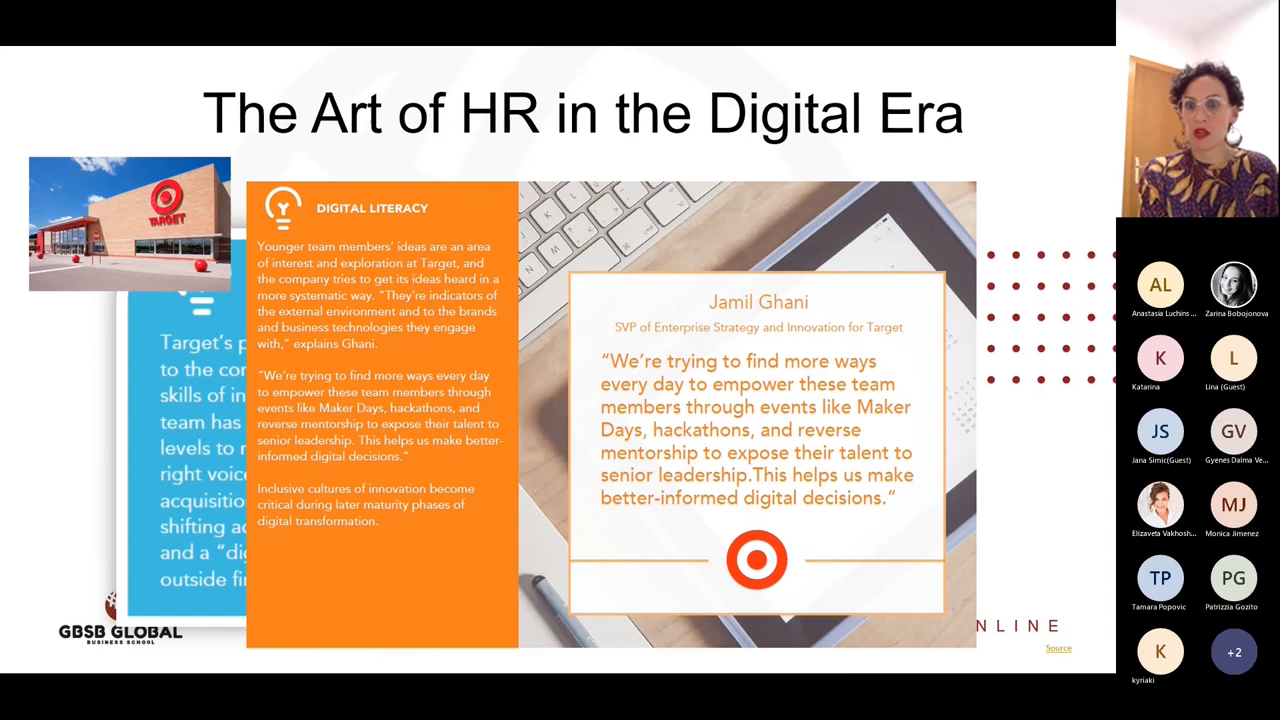 The Art of HR in the Digital Era
TARGET
DIGITAL LITERACY
Younger team members' ideas are an area
of interest and exploration at Target, and
the company tries to get its ideas heard in a
more systematic way. "They're indicators of
the external environment and to the brands
and business technologies they engage
with," explains Ghani.
"We're trying to find more ways every day
to empower these team members through
events like Maker Days, hackathons, and
reverse mentorship to expose their talent to
senior leadership. This helps us make better-
informed digital decisions."
Inclusive cultures of innovation become
critical during later maturity phases of
digital transformation.
Jamil Ghani
SVP of Enterprise Strategy and Innovation for Target
"We're trying to find more ways
every day to empower these team
members through events like Maker
Days, hackathons, and reverse
mentorship to expose their talent to
senior leadership.This helps us make
better-informed digital decisions."
Target's p
to the cor
skills of in
team has
levels to r
right voic
acquisitio
shifting ac
and a "dig
outside fi
GBSB GLOBAL
BUSINESS SCHOOL
NLINE
Source
AL
Anastasia Luchins ...
Zarina Bobojonova
K
Katarina
L
Lina (Guest)
JS
Jana Simic(Guest)
GV
Gyenes Dalma Ve...
Elizaveta Vakhosh...
MJ
Monica Jimenez
TP
Tamara Popovic
PG
Patrizzia Gozito
K
kyriaki
+2